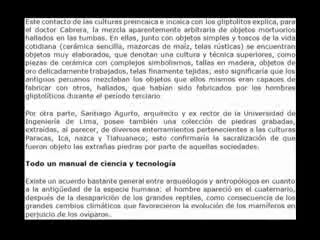 Este contacto de las culturas preincaica e incaica con los gliptolitos explica, para
el doctor Cabrera, la mezcla aparentemente arbitraria de objetos mortuorios
hallados en las tumbas. En ellas, junto con objetos simples y toscos de la vida
cotidiana (cerámica sencilla, mazorcas de maíz, telas rústicas) se encuentran
objetos muy elaborados, que denotan una cultura y técnica superiores, como
piezas de cerámica con complejos simbolismos, tallas en madera, objetos de
oro delicadamente trabajados, telas finamente tejidas; esto significaría que los
antiguos peruanos mezclaban los objetos que ellos mismos eran capaces de
fabricar con otros, hallados, que habían sido fabricados por los hombres
gliptolíticos durante el período terciario
Por otra parte, Santiago Agurto, arquitecto y ex rector de la Universidad de
Ingeniería de Lima, posee también una colección de piedras grabadas,
extraídas, al parecer, de diversos enterramientos pertenecientes a las culturas
Paracas, Ica, nazca y Tiahuanaco; esto confirmaría la sacralización de que
fueron objeto las extrañas piedras por parte de aquellas sociedades.
Todo un manual de ciencia y tecnología
Existe un acuerdo bastante general entre arqueólogos y antropólogos en cuanto
a la antigüedad de la especie humana: el hombre apareció en el cuaternario,
después de la desaparición de los grandes reptiles, como consecuencia de los
grandes cambios climáticos que favorecieron la evolución de los mamíferos en
perjuicio de los ovíparos.